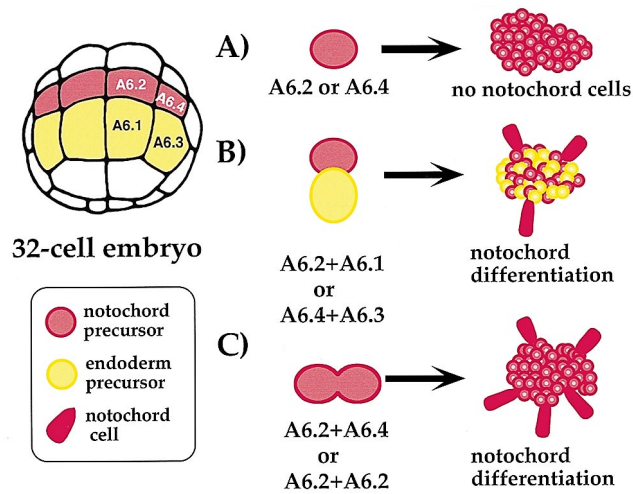 A6.2
A6.4
A6.1
A6.3
32-cell embryo
notochord
precursor
endoderm
precursor
notochord
cell
A)
A6.2 or A6.4
no notochord cells
B)
A6.2+A6.1
or
A6.4+A6.3
notochord
differentiation
C)
A6.2+A6.4
or
A6.2+A6.2
notochord
differentiation